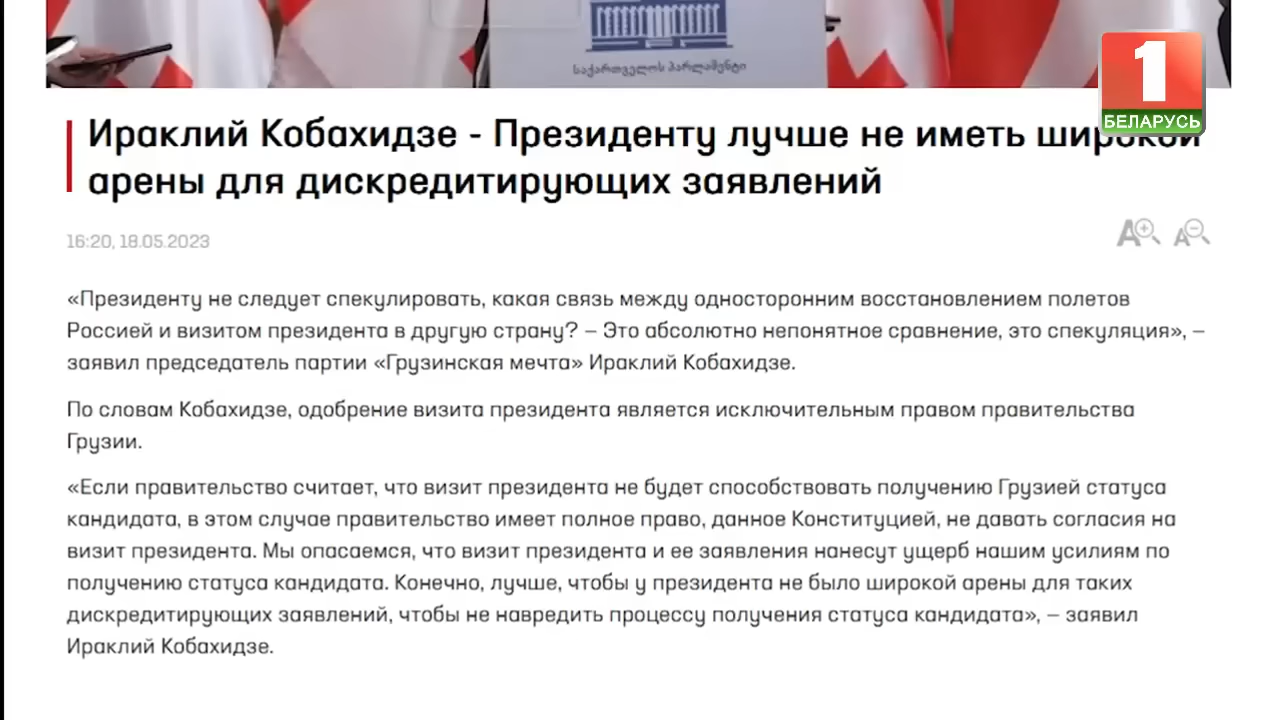 საქართველოს პარლამენტი
1
БЕЛАРУСЬ
Ираклий Кобахидзе - Президенту лучше не иметь широкой
арены для дискредитирующих заявлений
16:20, 18.05.2023
A A
«Президенту не следует спекулировать, какая связь между односторонним восстановлением полетов
Россией и визитом президента в другую страну? – Это абсолютно непонятное сравнение, это спекуляция», –
заявил председатель партии «Грузинская мечта» Ираклий Кобахидзе.
По словам Кобахидзе, одобрение визита президента является исключительным правом правительства
Грузии.
«Если правительство считает, что визит президента не будет способствовать получению Грузией статуса
кандидата, в этом случае правительство имеет полное право, данное Конституцией, не давать согласия на
визит президента. Мы опасаемся, что визит президента и ее заявления нанесут ущерб нашим усилиям по
получению статуса кандидата. Конечно, лучше, чтобы у президента не было широкой арены для таких
дискредитирующих заявлений, чтобы не навредить процессу получения статуса кандидата», – заявил
Ираклий Кобахидзе.